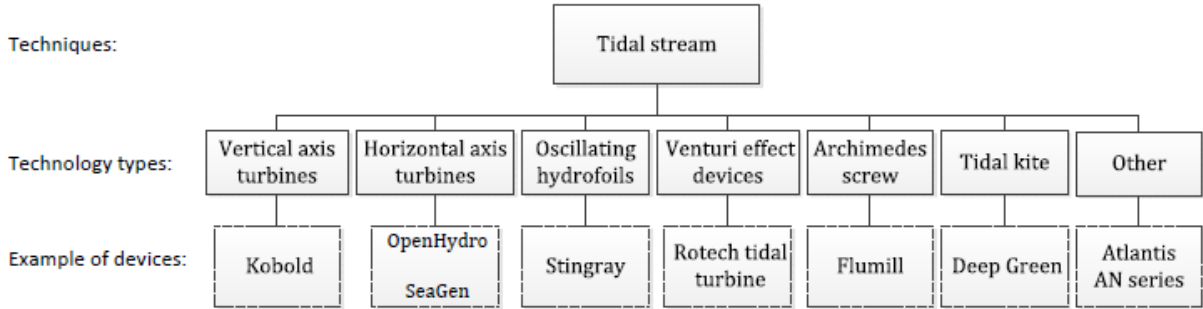 Techniques:
Tidal stream
Technology types:
Vertical axis
turbines
Horizontal axis
turbines
Oscillating
hydrofoils
Venturi effect
devices
Archimedes
screw
Tidal kite
Other
Example of devices:
Kobold
OpenHydro
SeaGen
Stingray
Rotech tidal
turbine
Flumill
Deep Green
Atlantis
AN series